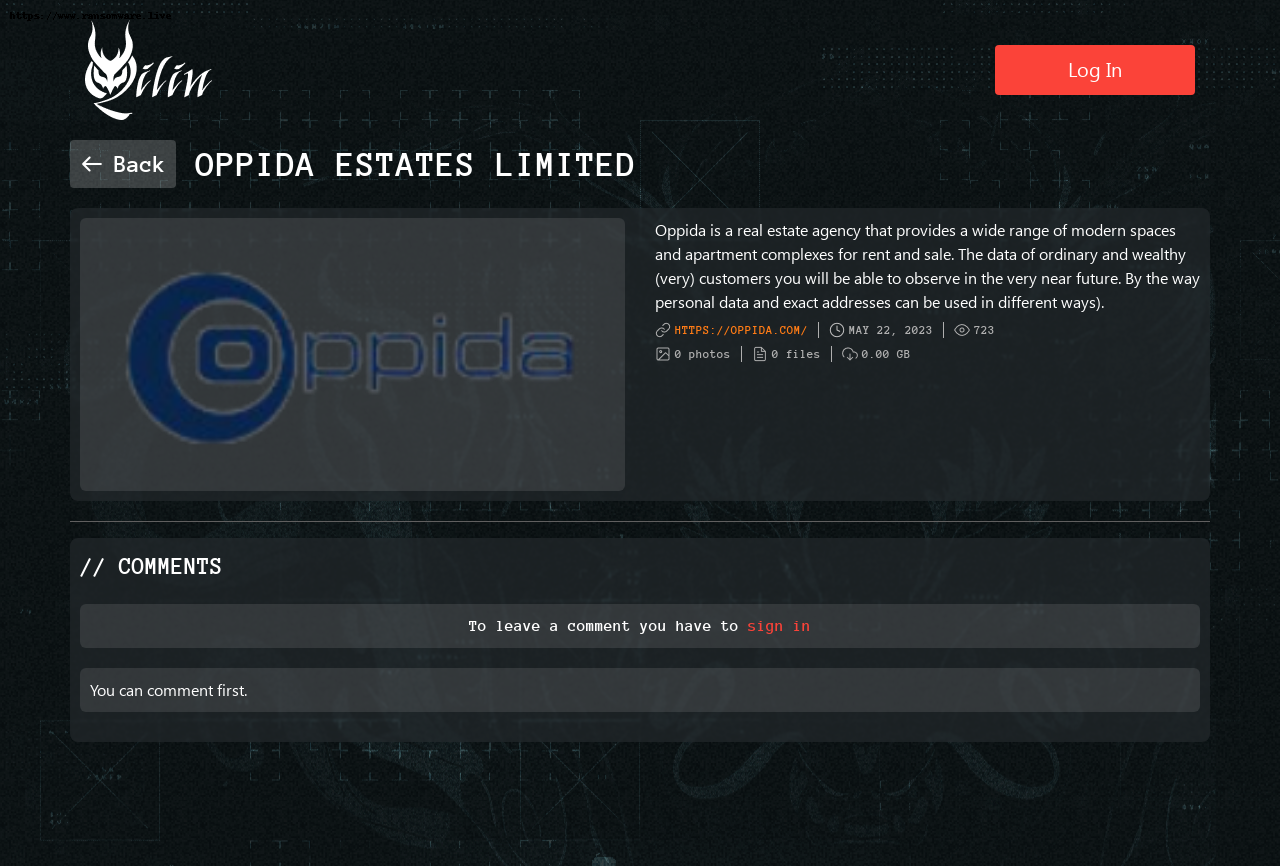 https://www.ransomware.live
Qilin
Log In
← Back
OPPIDA ESTATES LIMITED
Oppida
Oppida is a real estate agency that provides a wide range of modern spaces
and apartment complexes for rent and sale. The data of ordinary and wealthy
(very) customers you will be able to observe in the very near future. By the way
personal data and exact addresses can be used in different ways).
HTTPS://OPPIDA.COM/ MAY 22, 2023 723
0 photos 0 files 0.00 GB
// COMMENTS
To leave a comment you have to sign in
You can comment first.